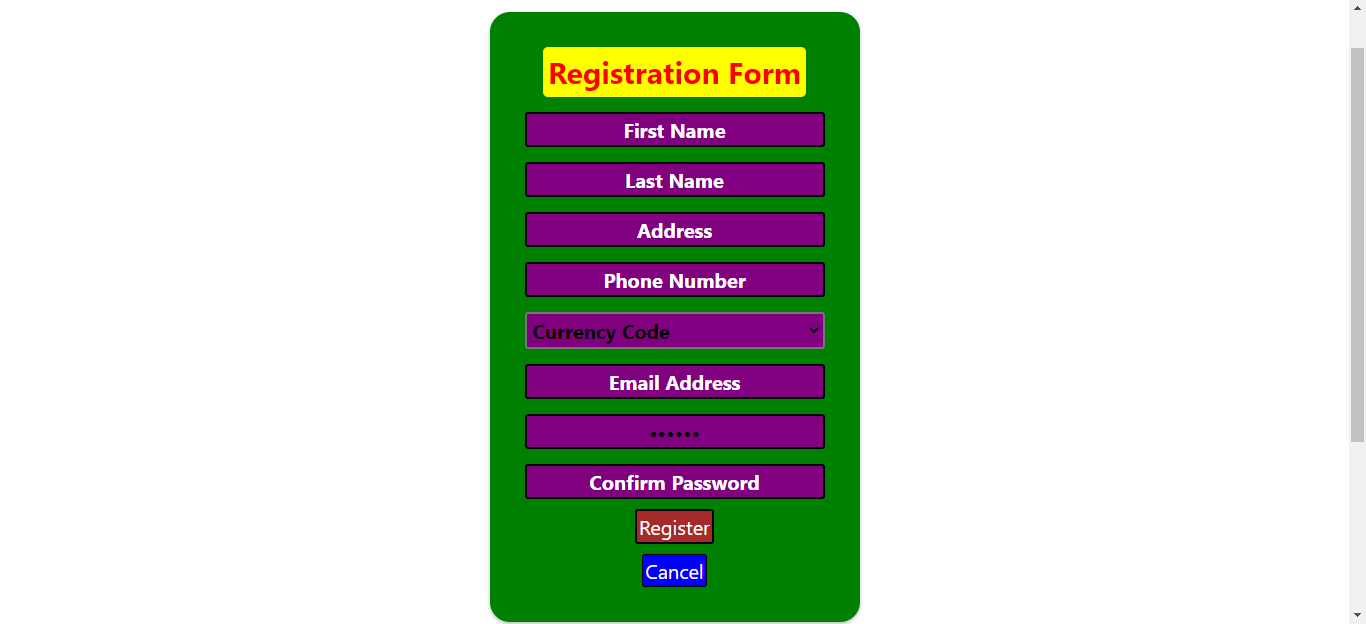 Registration Form
First Name
Last Name
Address
Phone Number
Currency Code
Email Address
••••••
Confirm Password
Register
Cancel